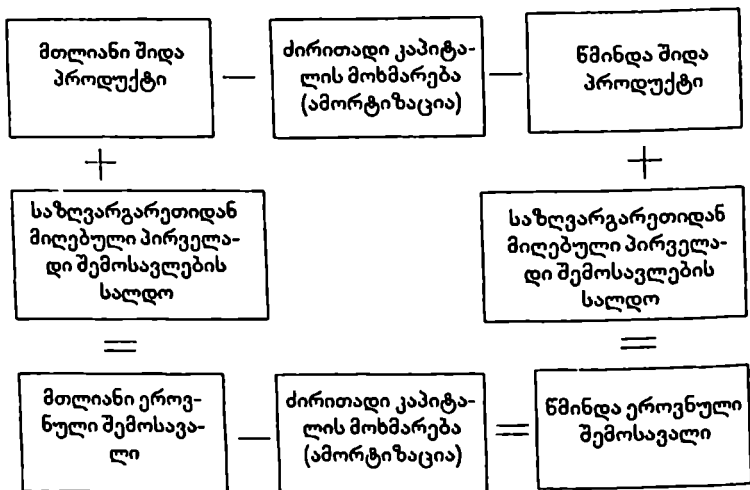 მთლიანი შიდა
პროდუქტი
—
ძირითადი კაპიტა-
ლის მოხმარება
(ამორტიზაცია)
—
წმინდა შიდა
პროდუქტი
+
+
საზღვარგარეთიდან
მიღებული პირველა-
დი შემოსავლების
სალდო
საზღვარგარეთიდან
მიღებული პირველა-
დი შემოსავლების
სალდო
=
=
მთლიანი ეროვ-
ნული შემოსავა-
ლი
—
ძირითადი კაპიტა-
ლის მოხმარება
(ამორტიზაცია)
=
წმინდა ეროვნული
შემოსავალი